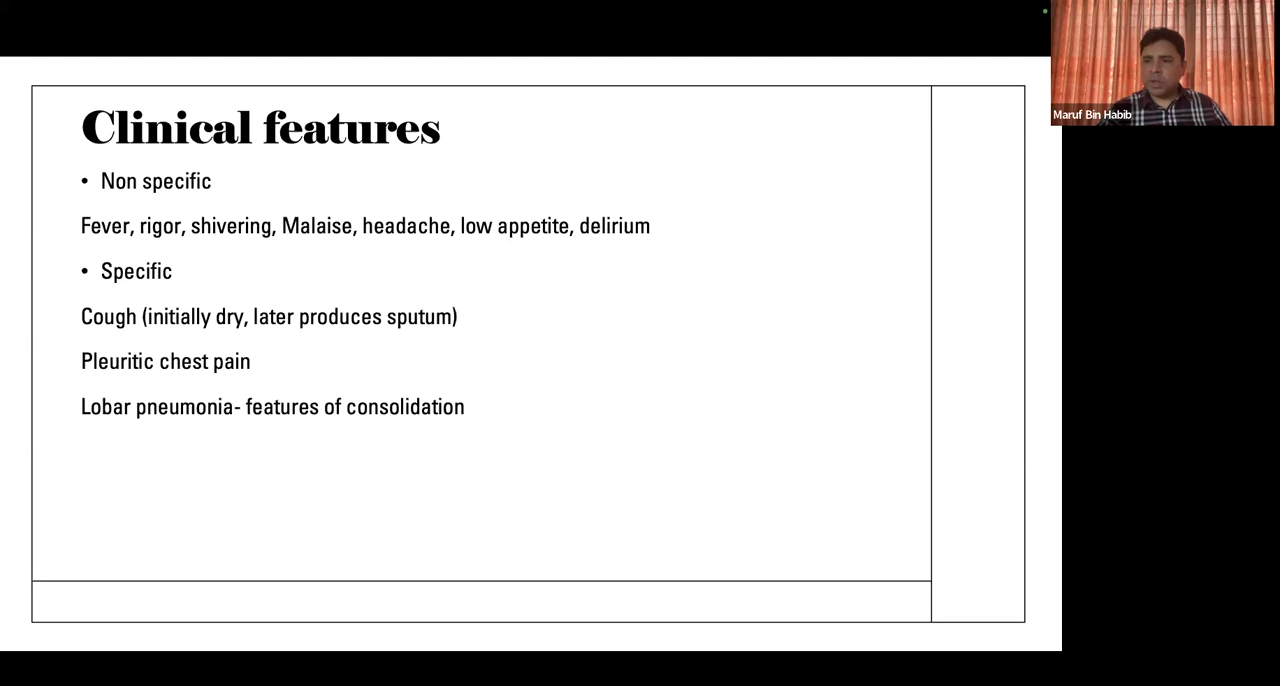 Clinical features
• Non specific
Fever, rigor, shivering, Malaise, headache, low appetite, delirium
• Specific
Cough (initially dry, later produces sputum)
Pleuritic chest pain
Lobar pneumonia- features of consolidation
Maruf Bin Habib